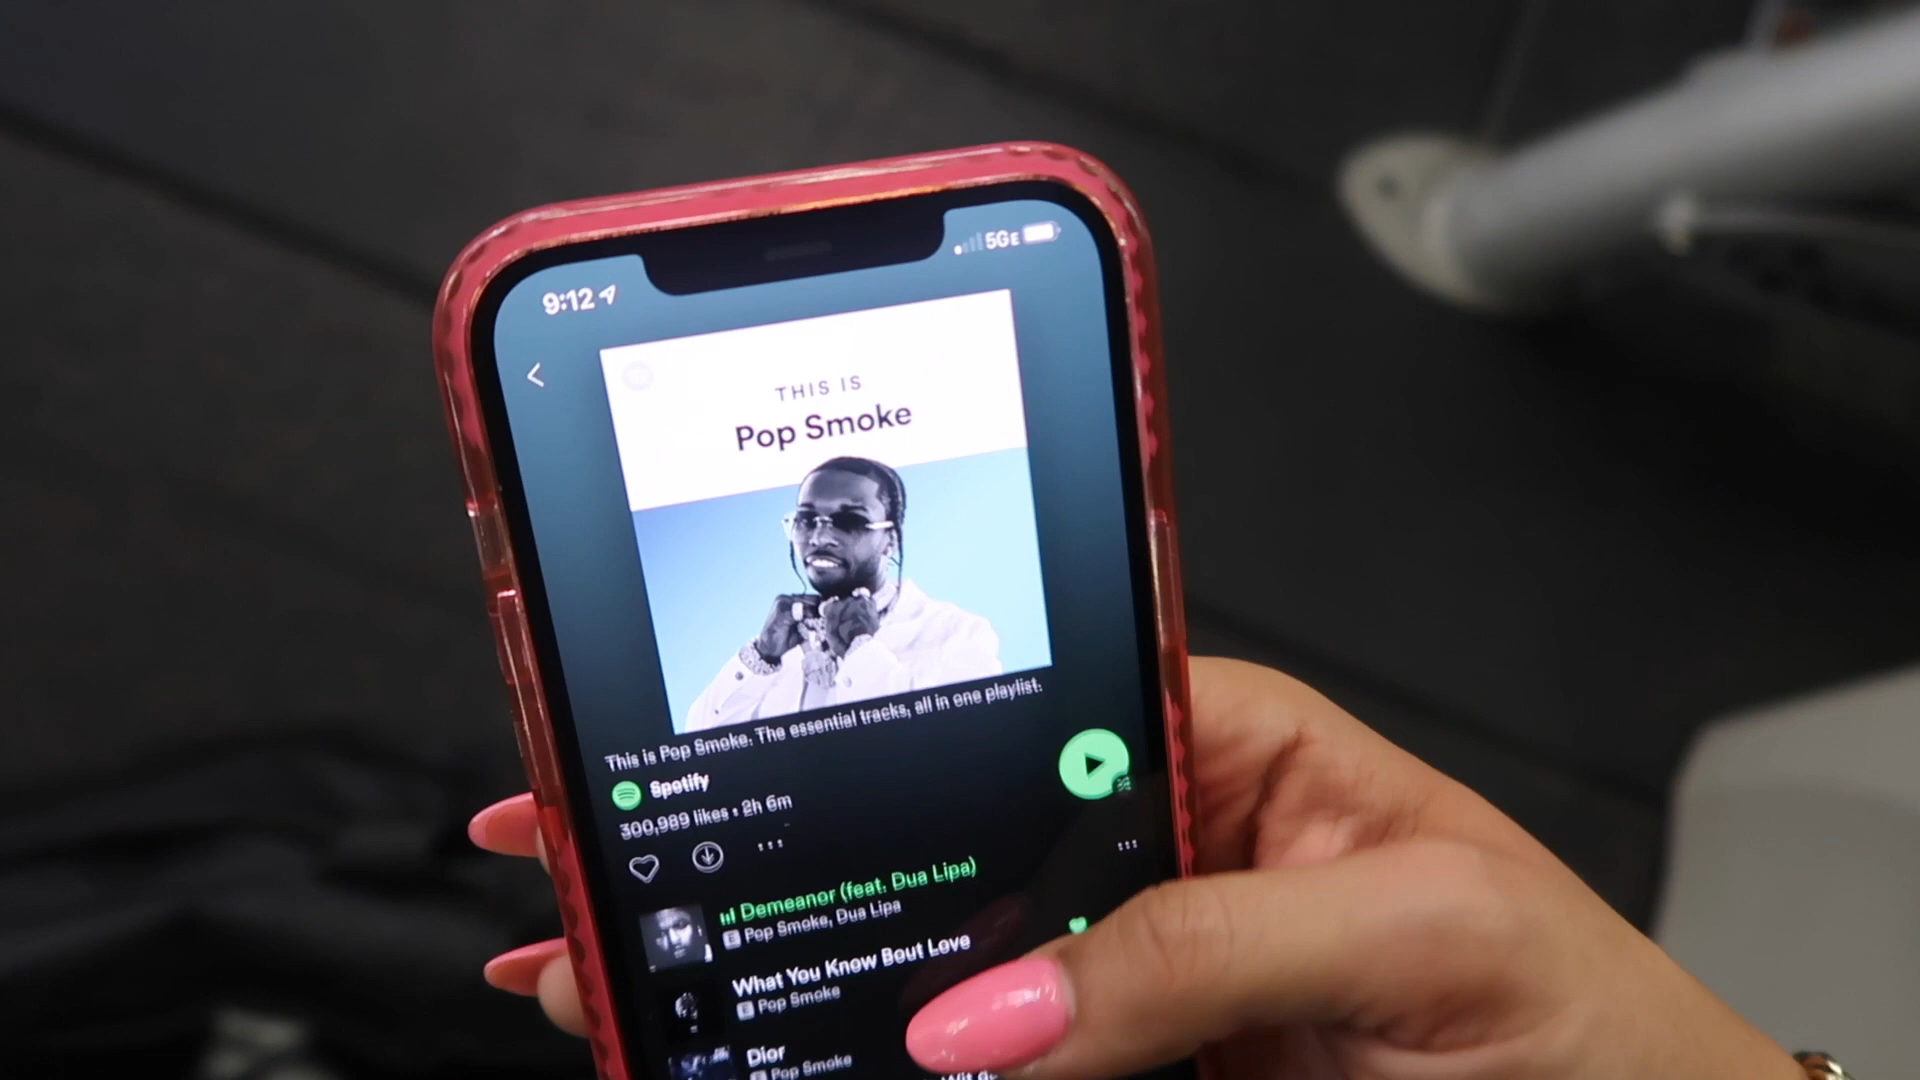 9:12
5GE
THIS IS
Pop Smoke
This is Pop Smoke. The essential tracks, all in one playlist.
Spotify
300,989 likes • 2h 6m
Demeanor (feat. Dua Lipa)
E Pop Smoke, Dua Lipa
What You Know Bout Love
E Pop Smoke
Dior
E Pop Smoke